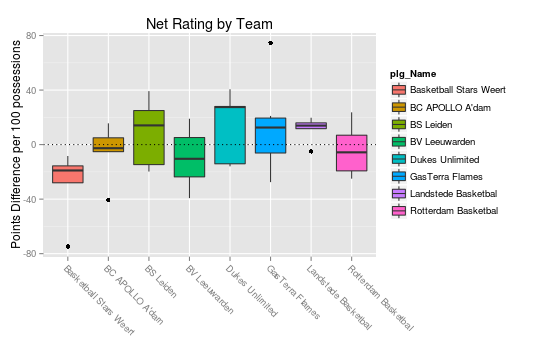 Net Rating by Team
Points Difference per 100 possessions
80
40
0
-40
-80
Basketball Stars Weert
BC APOLLO A'dam
BS Leiden
BV Leeuwarden
Dukes Unlimited
GasTerra Flames
Landstede Basketbal
Rotterdam Basketbal
plg_Name
Basketball Stars Weert
BC APOLLO A'dam
BS Leiden
BV Leeuwarden
Dukes Unlimited
GasTerra Flames
Landstede Basketbal
Rotterdam Basketbal